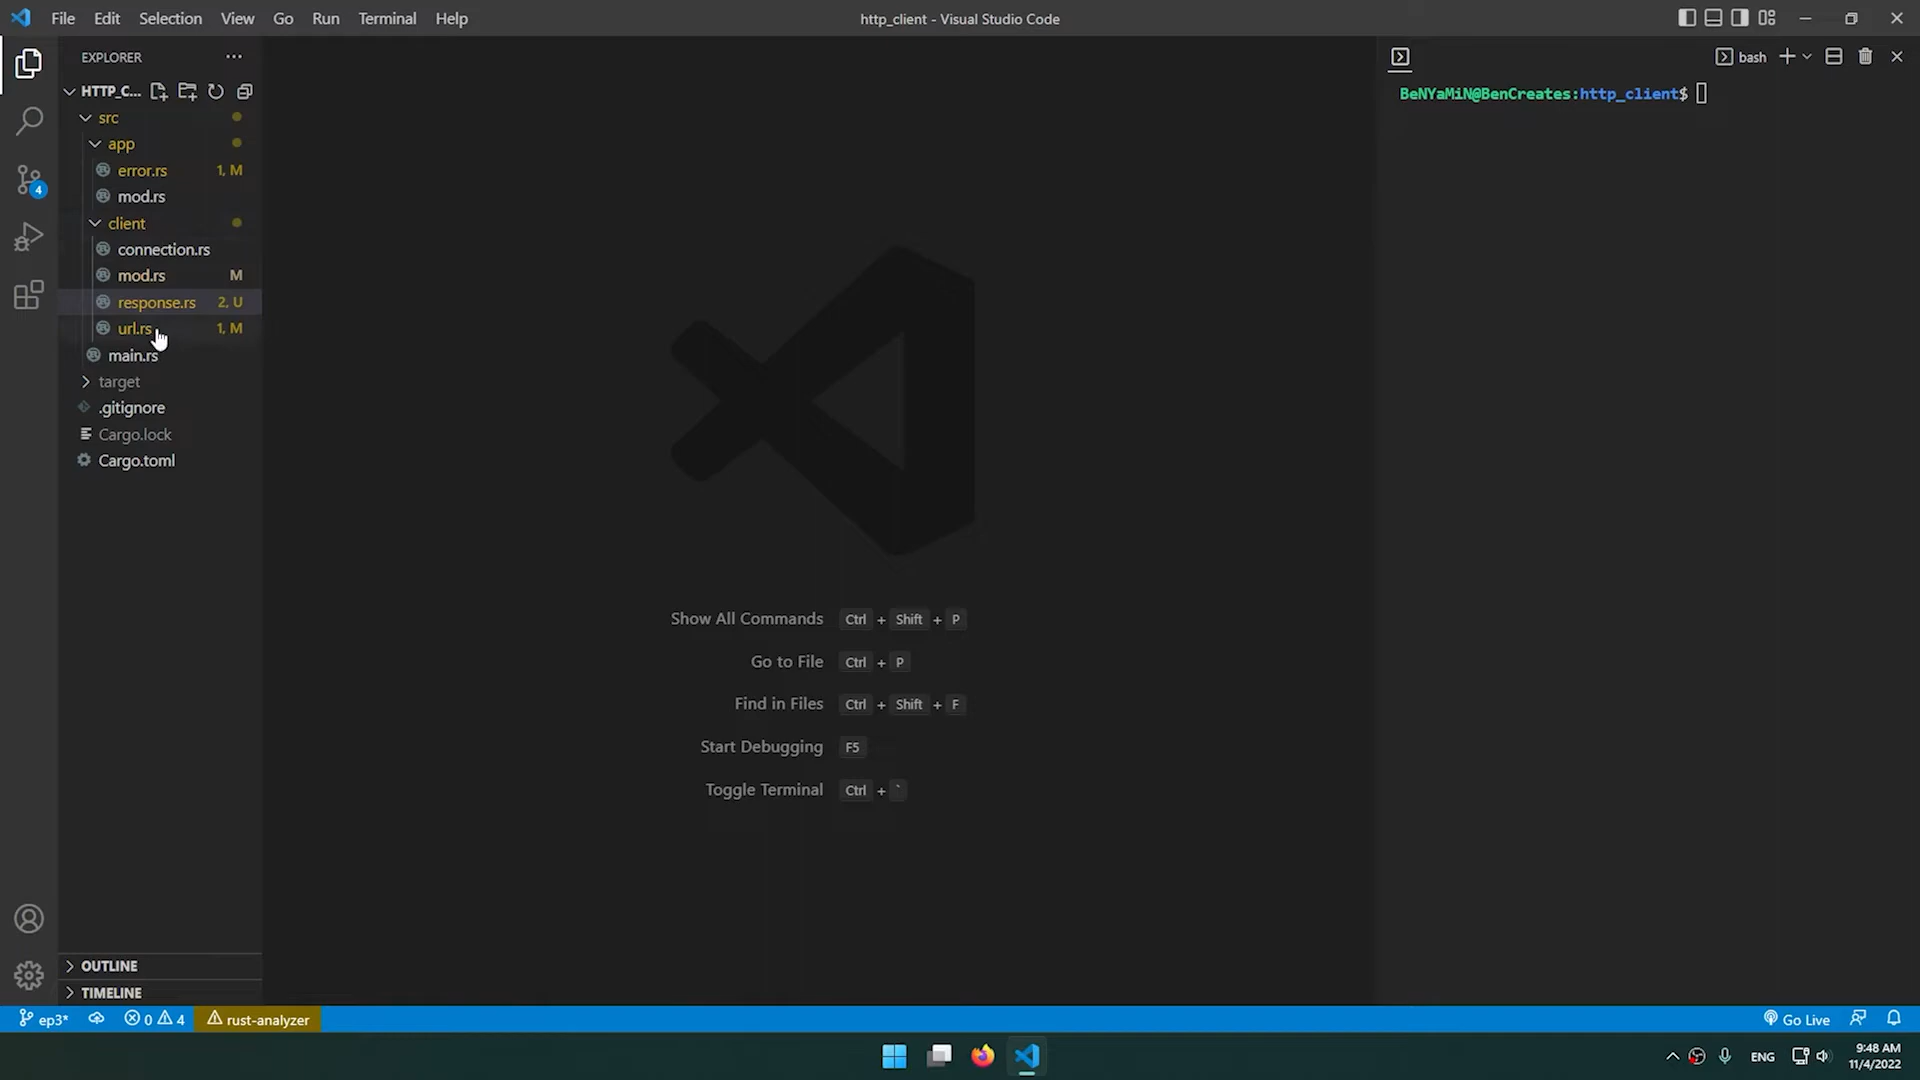 File Edit Selection View Go Run Terminal Help
http_client - Visual Studio Code
EXPLORER
HTTP_C...
src
app
error.rs 1, M
mod.rs
client
connection.rs
mod.rs M
response.rs 2, U
url.rs 1, M
main.rs
target
.gitignore
Cargo.lock
Cargo.toml
OUTLINE
TIMELINE
4
Show All Commands Ctrl + Shift + P
Go to File Ctrl + P
Find in Files Ctrl + Shift + F
Start Debugging F5
Toggle Terminal Ctrl + `
bash
BeNYaMiN@BenCreates:http_client$
ep3* 0 4 rust-analyzer
Go Live
ENG
9:48 AM
11/4/2022